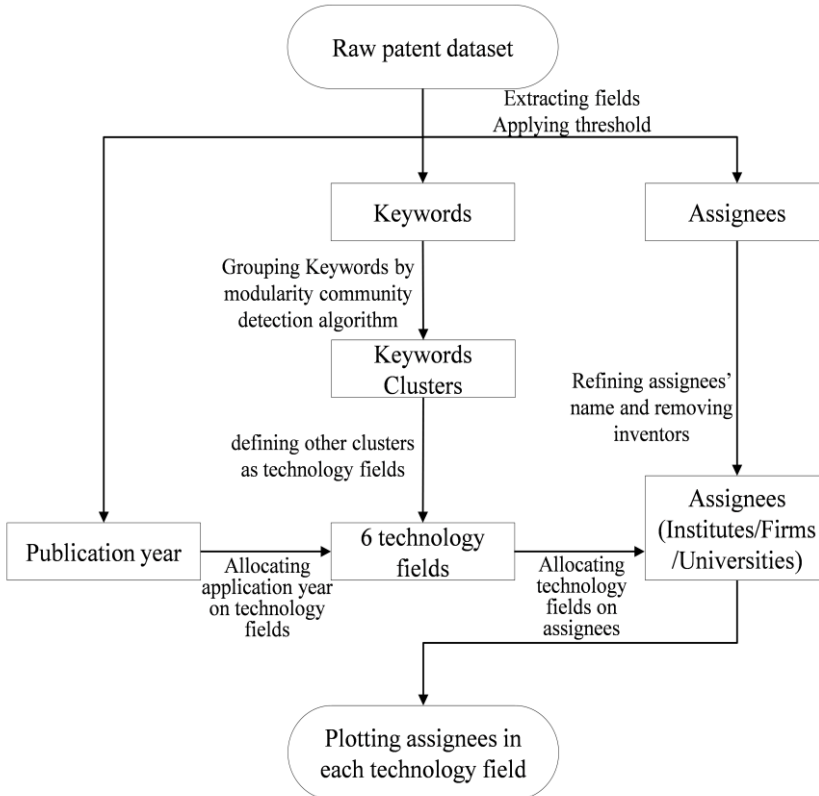 Raw patent dataset
Extracting fields
Applying threshold
Keywords
Assignees
Grouping Keywords by
modularity community
detection algorithm
Keywords
Clusters
Refining assignees’
name and removing
inventors
defining other clusters
as technology fields
Publication year
6 technology
fields
Assignees
(Institutes/Firms
/Universities)
Allocating
application year
on technology
fields
Allocating
technology
fields on
assignees
Plotting assignees in
each technology field